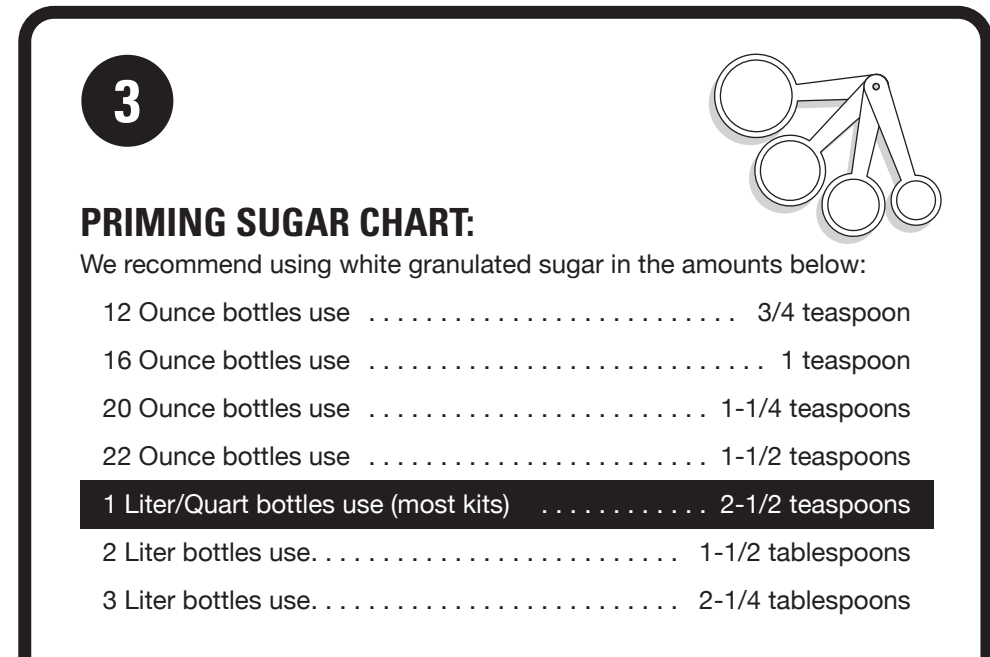 3
PRIMING SUGAR CHART:
We recommend using white granulated sugar in the amounts below:
12 Ounce bottles use . . . . . . . . . . . . . . . . . . . . . . . . . . 3/4 teaspoon
16 Ounce bottles use . . . . . . . . . . . . . . . . . . . . . . . . . . . . 1 teaspoon
20 Ounce bottles use . . . . . . . . . . . . . . . . . . . . . . . . 1-1/4 teaspoons
22 Ounce bottles use . . . . . . . . . . . . . . . . . . . . . . . . 1-1/2 teaspoons
1 Liter/Quart bottles use (most kits) . . . . . . . . . . . . 2-1/2 teaspoons
2 Liter bottles use. . . . . . . . . . . . . . . . . . . . . . . . . . 1-1/2 tablespoons
3 Liter bottles use. . . . . . . . . . . . . . . . . . . . . . . . . . 2-1/4 tablespoons